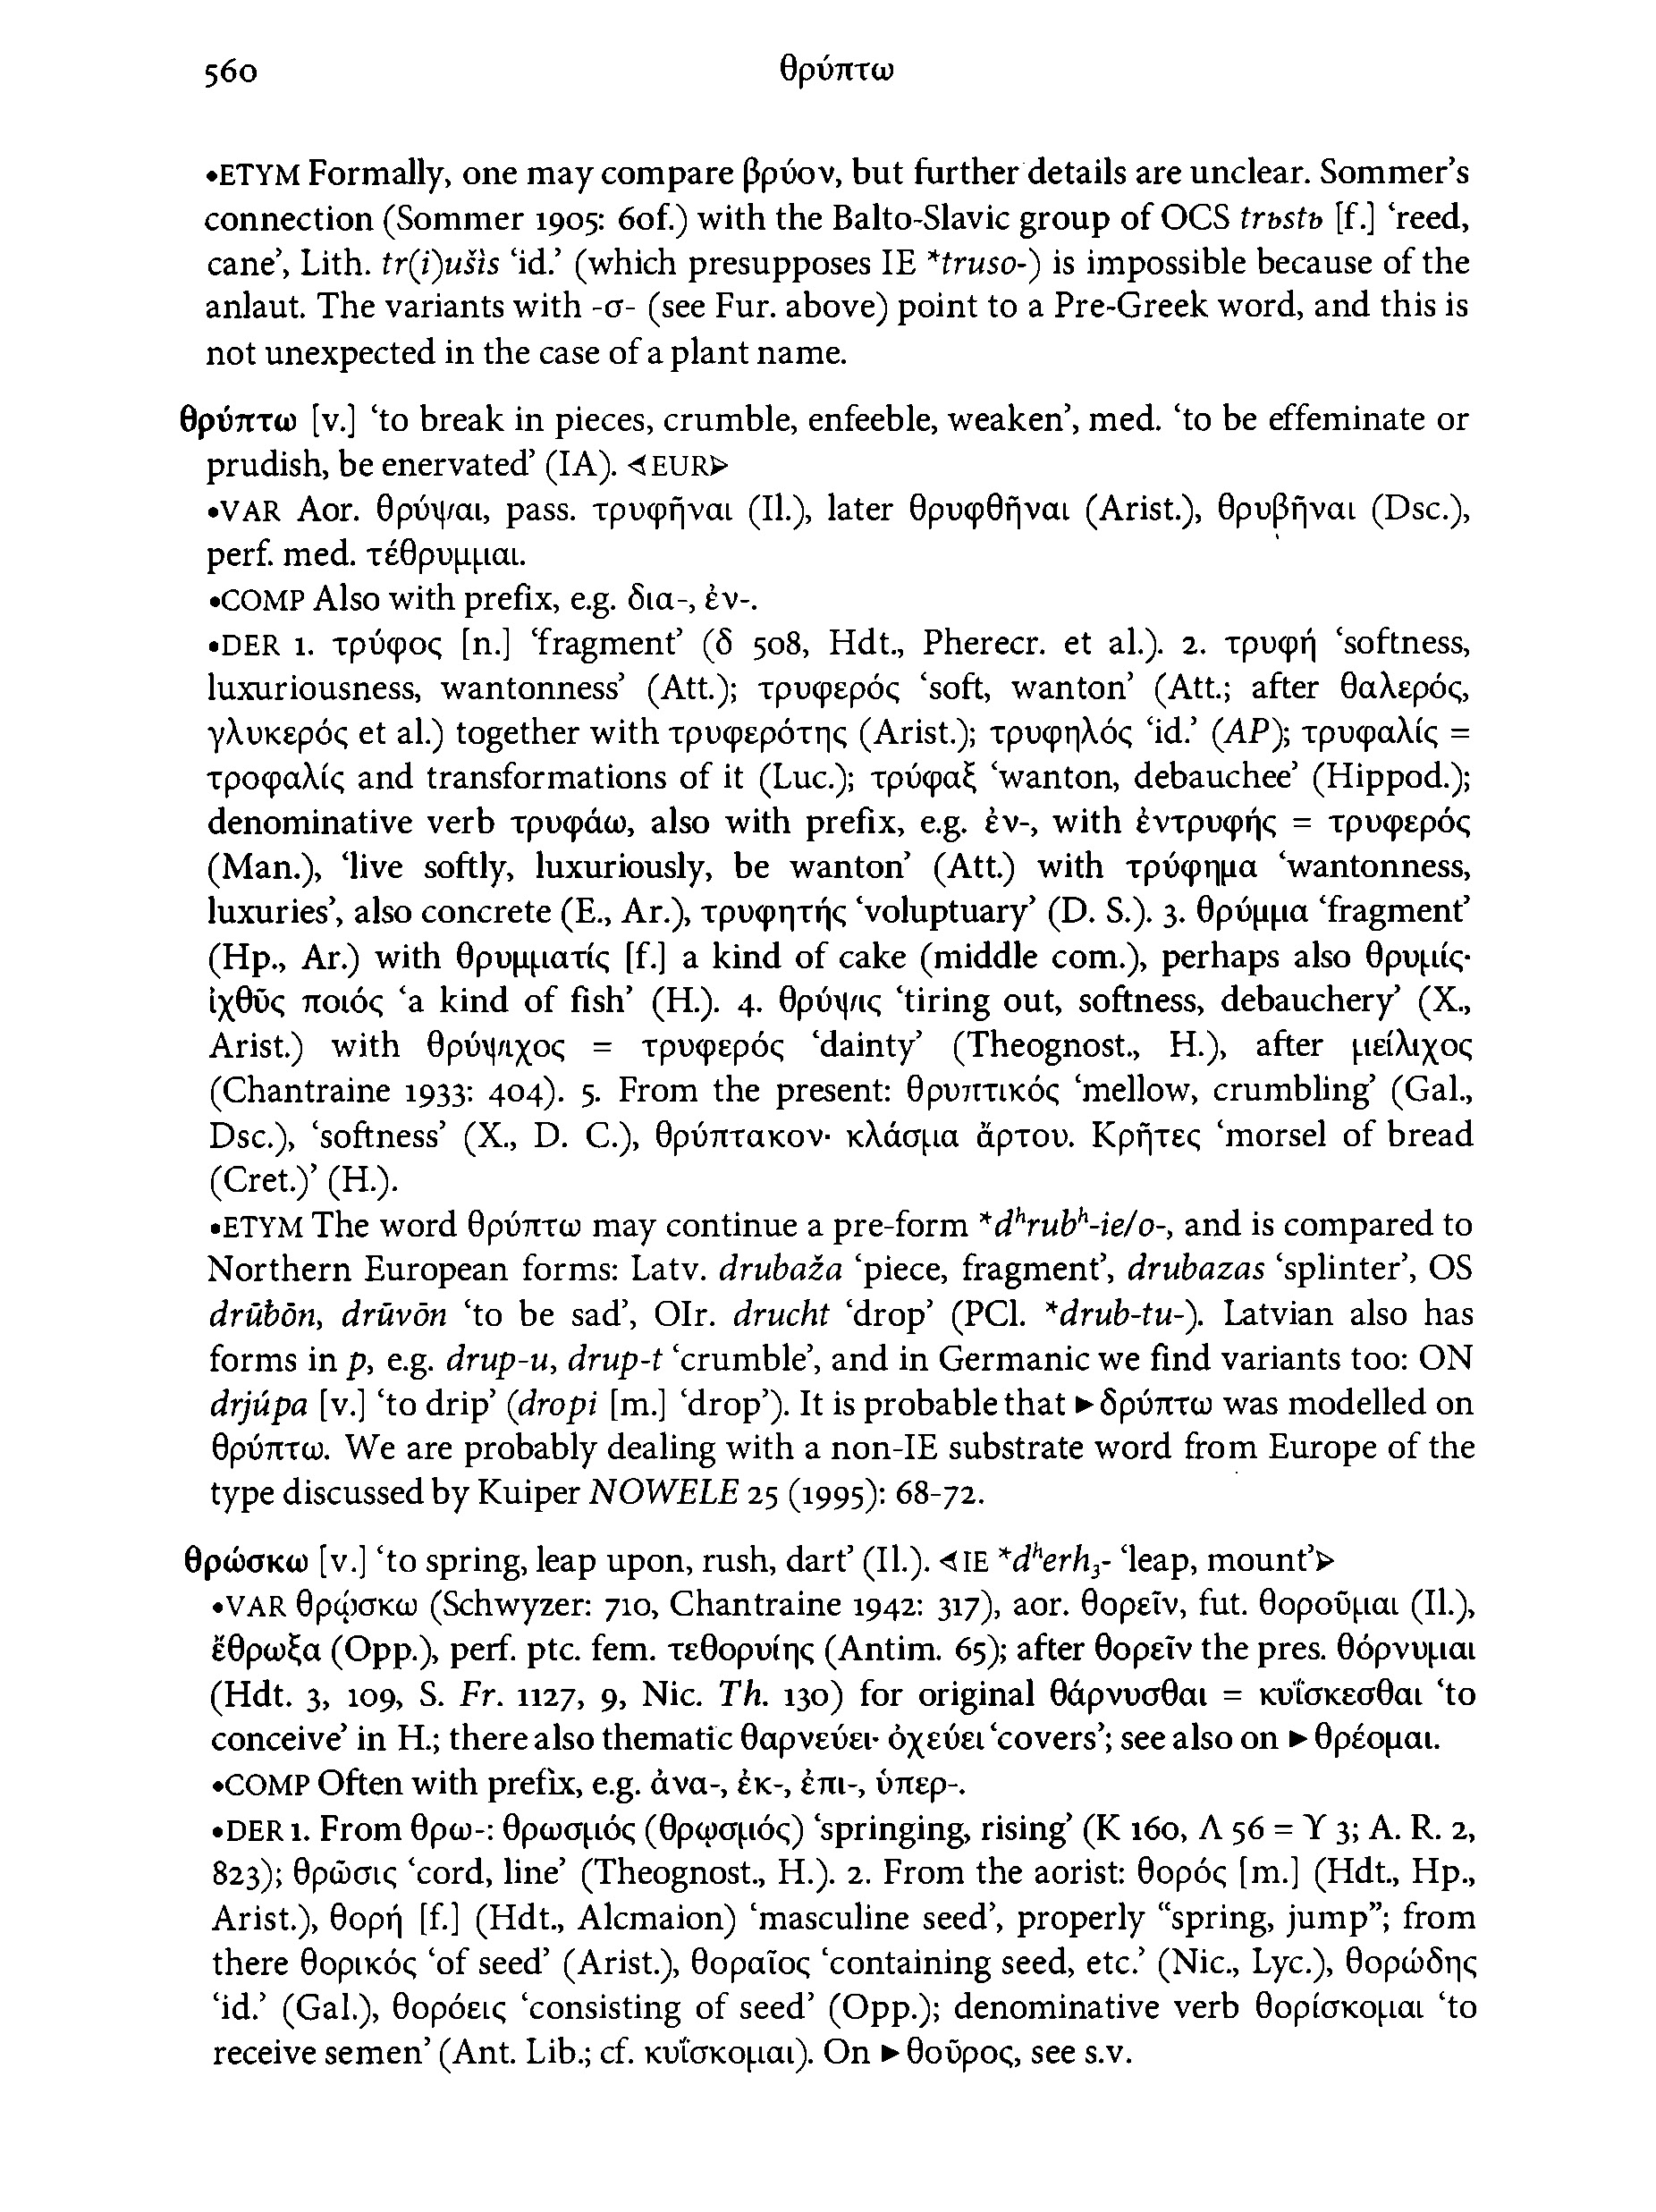 560 θρύπτω
•ETYM Formally, one may compare βρύον, but further details are unclear. Sommer’s
connection (Sommer 1905: 60f.) with the Balto-Slavic group of OCS trъstь [f.] ‘reed,
cane’, Lith. tr(i)ušìs ‘id.’ (which presupposes IE *truso-) is impossible because of the
anlaut. The variants with -σ- (see Fur. above) point to a Pre-Greek word, and this is
not unexpected in the case of a plant name.
θρύπτω [v.] ‘to break in pieces, crumble, enfeeble, weaken’, med. ‘to be effeminate or
prudish, be enervated’ (IA). ⊲EUR⊳
•VAR Aor. θρύψαι, pass. τρυφῆναι (Il.), later θρυφθῆναι (Arist.), θρυβῆναι (Dsc.),
perf. med. τέθρυμμαι.
•COMP Also with prefix, e.g. δια-, ἐν-.
•DER 1. τρύφος [n.] ‘fragment’ (δ 508, Hdt., Pherecr. et al.). 2. τρυφή ‘softness,
luxuriousness, wantonness’ (Att.); τρυφερός ‘soft, wanton’ (Att.; after θαλερός,
γλυκερός et al.) together with τρυφερότης (Arist.); τρυφηλός ‘id.’ (AP); τρυφαλίς =
τροφαλίς and transformations of it (Luc.); τρύφαξ ‘wanton, debauchee’ (Hippod.);
denominative verb τρυφάω, also with prefix, e.g. ἐν-, with ἐντρυφής = τρυφερός
(Man.), ‘live softly, luxuriously, be wanton’ (Att.) with τρύφημα ‘wantonness,
luxuries’, also concrete (E., Ar.), τρυφητής ‘voluptuary’ (D. S.). 3. θρύμμα ‘fragment’
(Hp., Ar.) with θρυμματίς [f.] a kind of cake (middle com.), perhaps also θρυμίς·
ἰχθῦς ποιός ‘a kind of fish’ (H.). 4. θρύψις ‘tiring out, softness, debauchery’ (X.,
Arist.) with θρύψιχος = τρυφερός ‘dainty’ (Theognost., H.), after μείλιχος
(Chantraine 1933: 404). 5. From the present: θρυπτικός ‘mellow, crumbling’ (Gal.,
Dsc.), ‘softness’ (X., D. C.), θρύπτακον· κλάσμα ἄρτου. Κρῆτες ‘morsel of bread
(Cret.)’ (H.).
•ETYM The word θρύπτω may continue a pre-form *dʰrubʰ-ie/o-, and is compared to
Northern European forms: Latv. drubaža ‘piece, fragment’, drubazas ‘splinter’, OS
drūƀōn, drūvōn ‘to be sad’, OIr. drucht ‘drop’ (PCl. *drub-tu-). Latvian also has
forms in p, e.g. drup-u, drup-t ‘crumble’, and in Germanic we find variants too: ON
drjúpa [v.] ‘to drip’ (dropi [m.] ‘drop’). It is probable that ►δρύπτω was modelled on
θρύπτω. We are probably dealing with a non-IE substrate word from Europe of the
type discussed by Kuiper NOWELE 25 (1995): 68-72.
θρώσκω [v.] ‘to spring, leap upon, rush, dart’ (Il.). ⊲IE *dʰerh₃- ‘leap, mount’⊳
•VAR θρῴσκω (Schwyzer: 710, Chantraine 1942: 317), aor. θορεῖν, fut. θοροῦμαι (Il.),
ἔθρωξα (Opp.), perf. ptc. fem. τεθορυίης (Antim. 65); after θορεῖν the pres. θόρνυμαι
(Hdt. 3, 109, S. Fr. 1127, 9, Nic. Th. 130) for original θάρνυσθαι = κυΐσκεσθαι ‘to
conceive’ in H.; there also thematic θαρνεύει· ὀχεύει ‘covers’; see also on ►θρέομαι.
•COMP Often with prefix, e.g. ἀνα-, ἐκ-, ἐπι-, ὑπερ-.
•DER 1. From θρω-: θρωσμός (θρῳσμός) ‘springing, rising’ (K 160, Λ 56 = Υ 3; A. R. 2,
823); θρῶσις ‘cord, line’ (Theognost., H.). 2. From the aorist: θορός [m.] (Hdt., Hp.,
Arist.), θορή [f.] (Hdt., Alcmaion) ‘masculine seed’, properly “spring, jump”; from
there θορικός ‘of seed’ (Arist.), θοραῖος ‘containing seed, etc.’ (Nic., Lyc.), θορώδης
‘id.’ (Gal.), θορόεις ‘consisting of seed’ (Opp.); denominative verb θορίσκομαι ‘to
receive semen’ (Ant. Lib.; cf. κυΐσκομαι). On ►θοῦρος, see s.v.